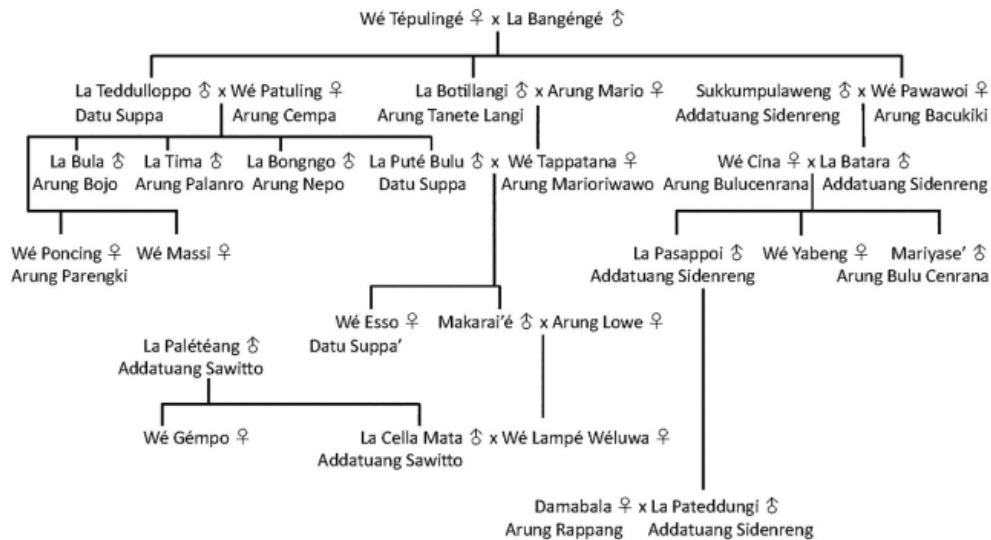 Wé Tépulingé ♀ x La Bangéngé ♂
La Teddulloppo ♂ x Wé Patuling ♀
Datu Suppa Arung Cempa
La Botillangi ♂ x Arung Mario ♀
Arung Tanete Langi
Sukkumpulaweng ♂ x Wé Pawawoi ♀
Addatuang Sidenreng Arung Bacukiki
La Bula ♂
Arung Bojo
La Tima ♂
Arung Palanro
La Bongngo ♂
Arung Nepo
La Puté Bulu ♂ x Wé Tappatana ♀
Datu Suppa Arung Marioriwawo
Wé Cina ♀ x La Batara ♂
Arung Bulucenrana Addatuang Sidenreng
Wé Poncing ♀
Arung Parengki
Wé Massi ♀
La Pasappoi ♂
Addatuang Sidenreng
Wé Yabeng ♀
Mariyase’ ♂
Arung Bulu Cenrana
Wé Esso ♀
Datu Suppa’
Makarai’é ♂ x Arung Lowe ♀
La Palétéang ♂
Addatuang Sawitto
Wé Gémpo ♀
La Cella Mata ♂ x Wé Lampé Wéluwa ♀
Addatuang Sawitto
Damabala ♀ x La Pateddungi ♂
Arung Rappang Addatuang Sidenreng